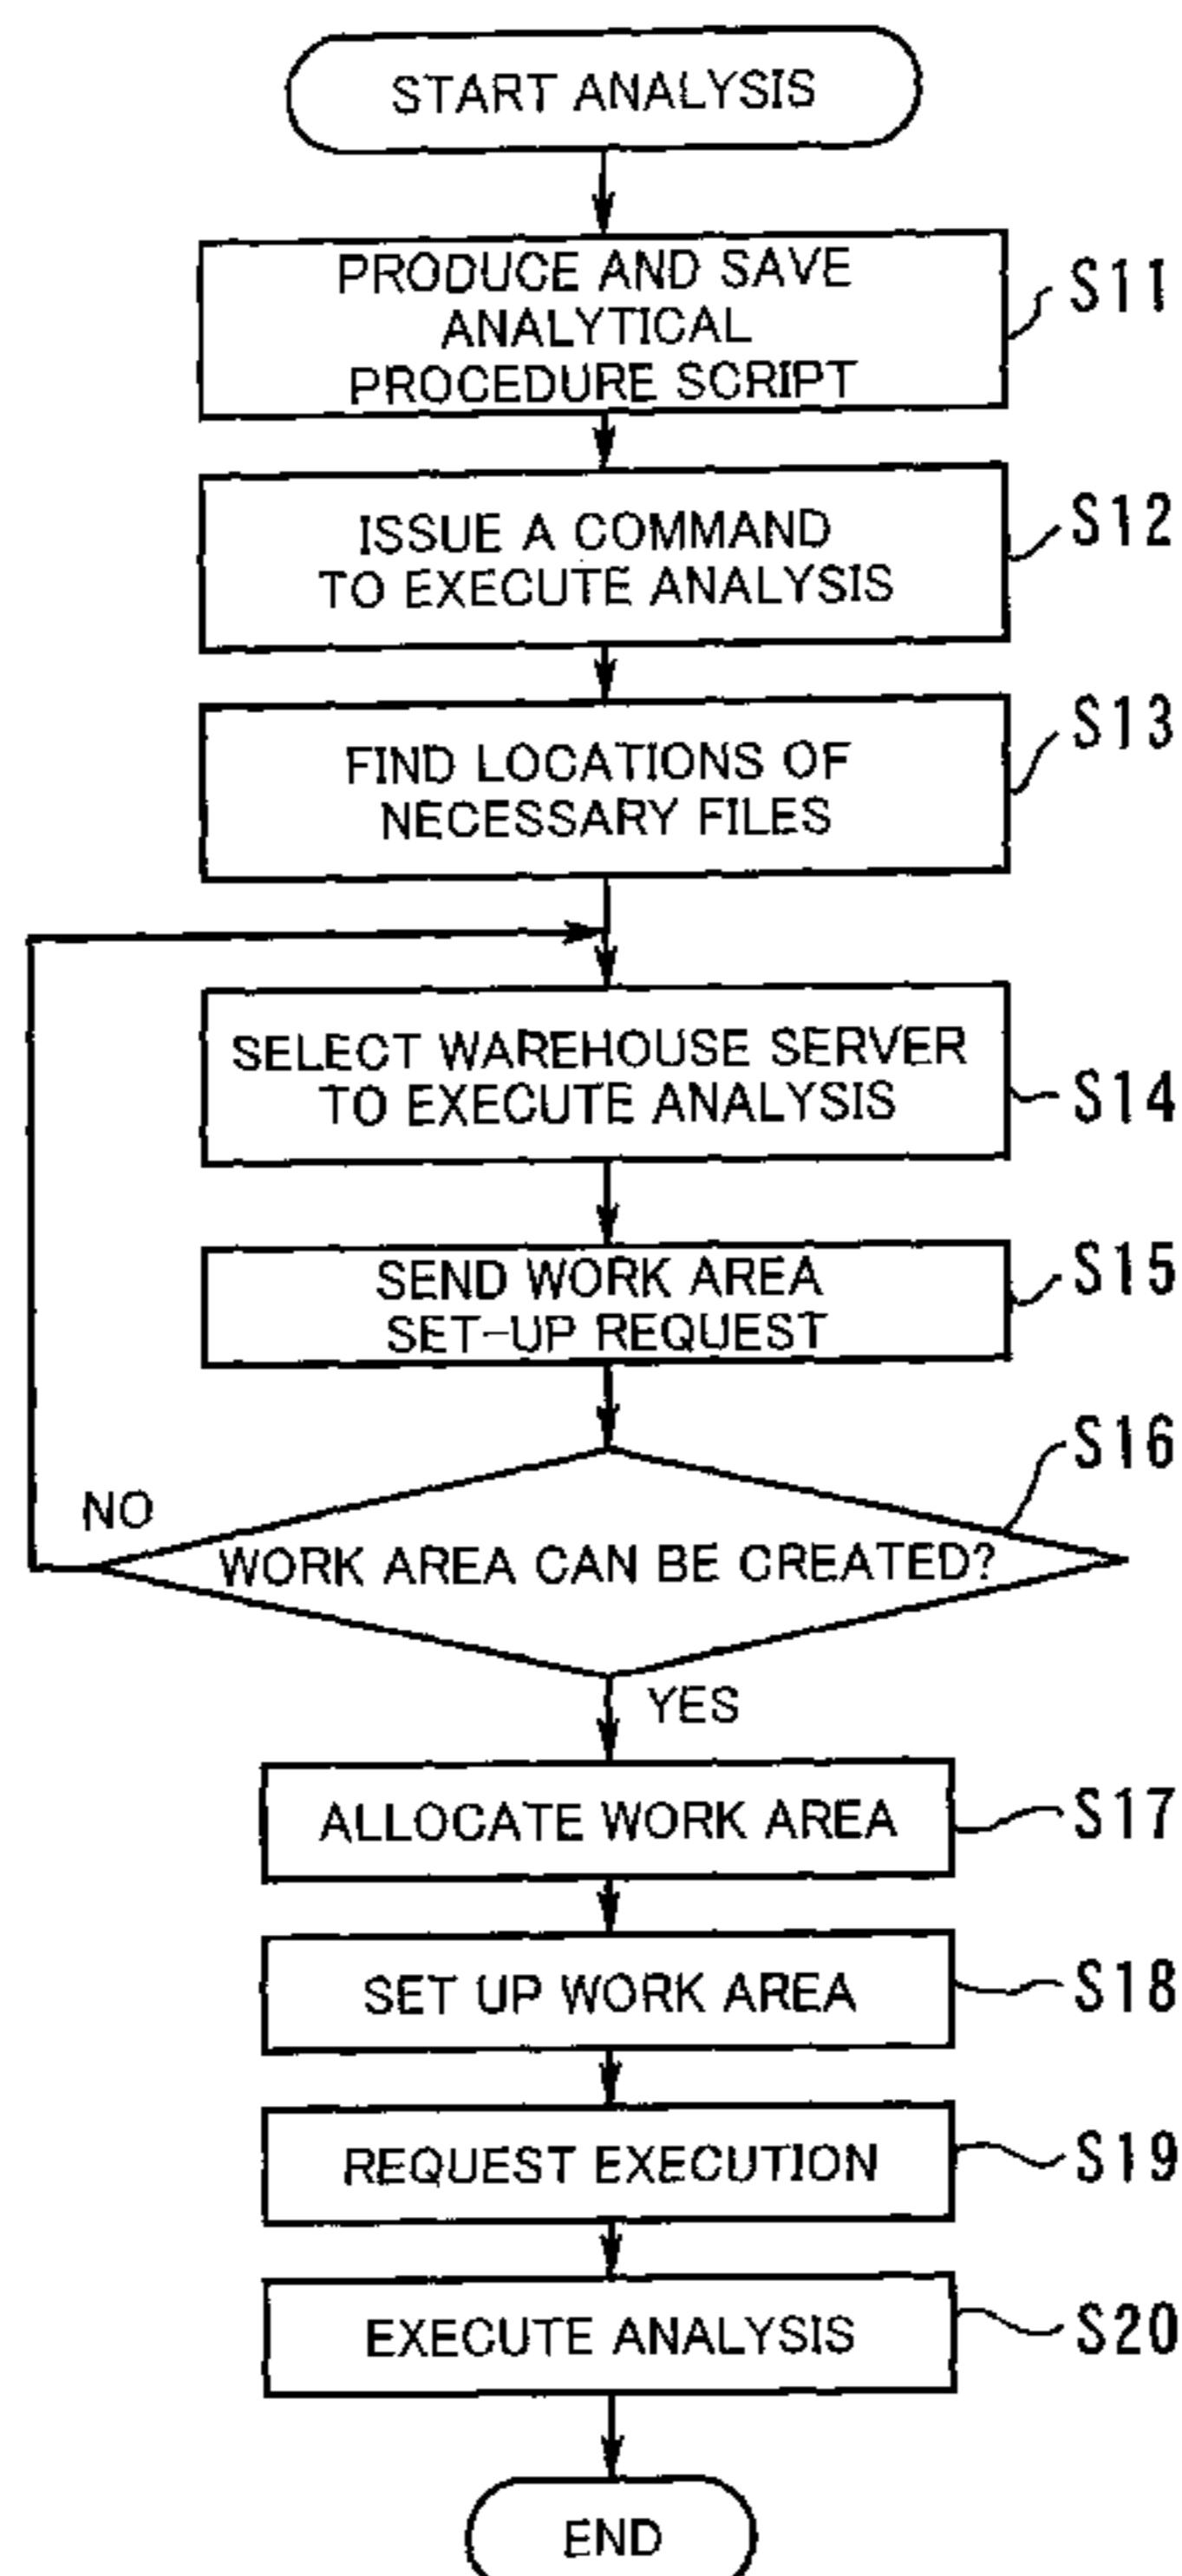 START ANALYSIS
PRODUCE AND SAVE
ANALYTICAL
PROCEDURE SCRIPT
S11
ISSUE A COMMAND
TO EXECUTE ANALYSIS
S12
FIND LOCATIONS OF
NECESSARY FILES
S13
SELECT WAREHOUSE SERVER
TO EXECUTE ANALYSIS
S14
SEND WORK AREA
SET-UP REQUEST
S15
WORK AREA CAN BE CREATED?
S16
NO
YES
ALLOCATE WORK AREA
S17
SET UP WORK AREA
S18
REQUEST EXECUTION
S19
EXECUTE ANALYSIS
S20
END